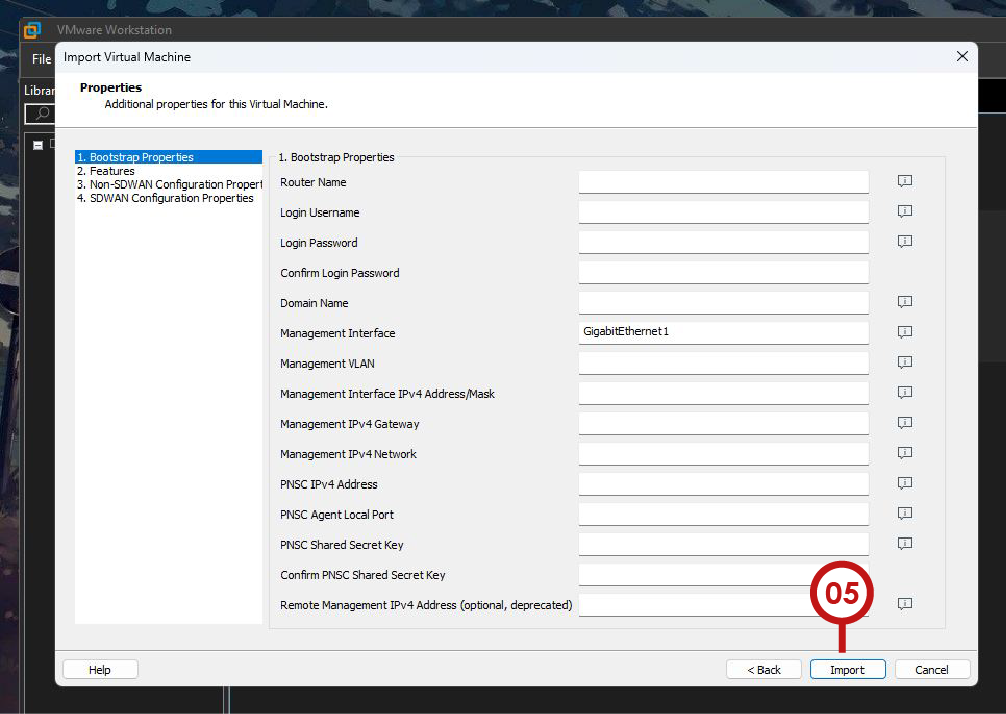 VMware Workstation
File
Import Virtual Machine
Properties
Additional properties for this Virtual Machine.
Librar
1. Bootstrap Properties
2. Features
3. Non-SDWAN Configuration Propert
4. SDWAN Configuration Properties
1. Bootstrap Properties
Router Name
Login Username
Login Password
Confirm Login Password
Domain Name
Management Interface GigabitEthernet1
Management VLAN
Management Interface IPv4 Address/Mask
Management IPv4 Gateway
Management IPv4 Network
PNSC IPv4 Address
PNSC Agent Local Port
PNSC Shared Secret Key
Confirm PNSC Shared Secret Key
Remote Management IPv4 Address (optional, deprecated)
05
Help
< Back
Import
Cancel